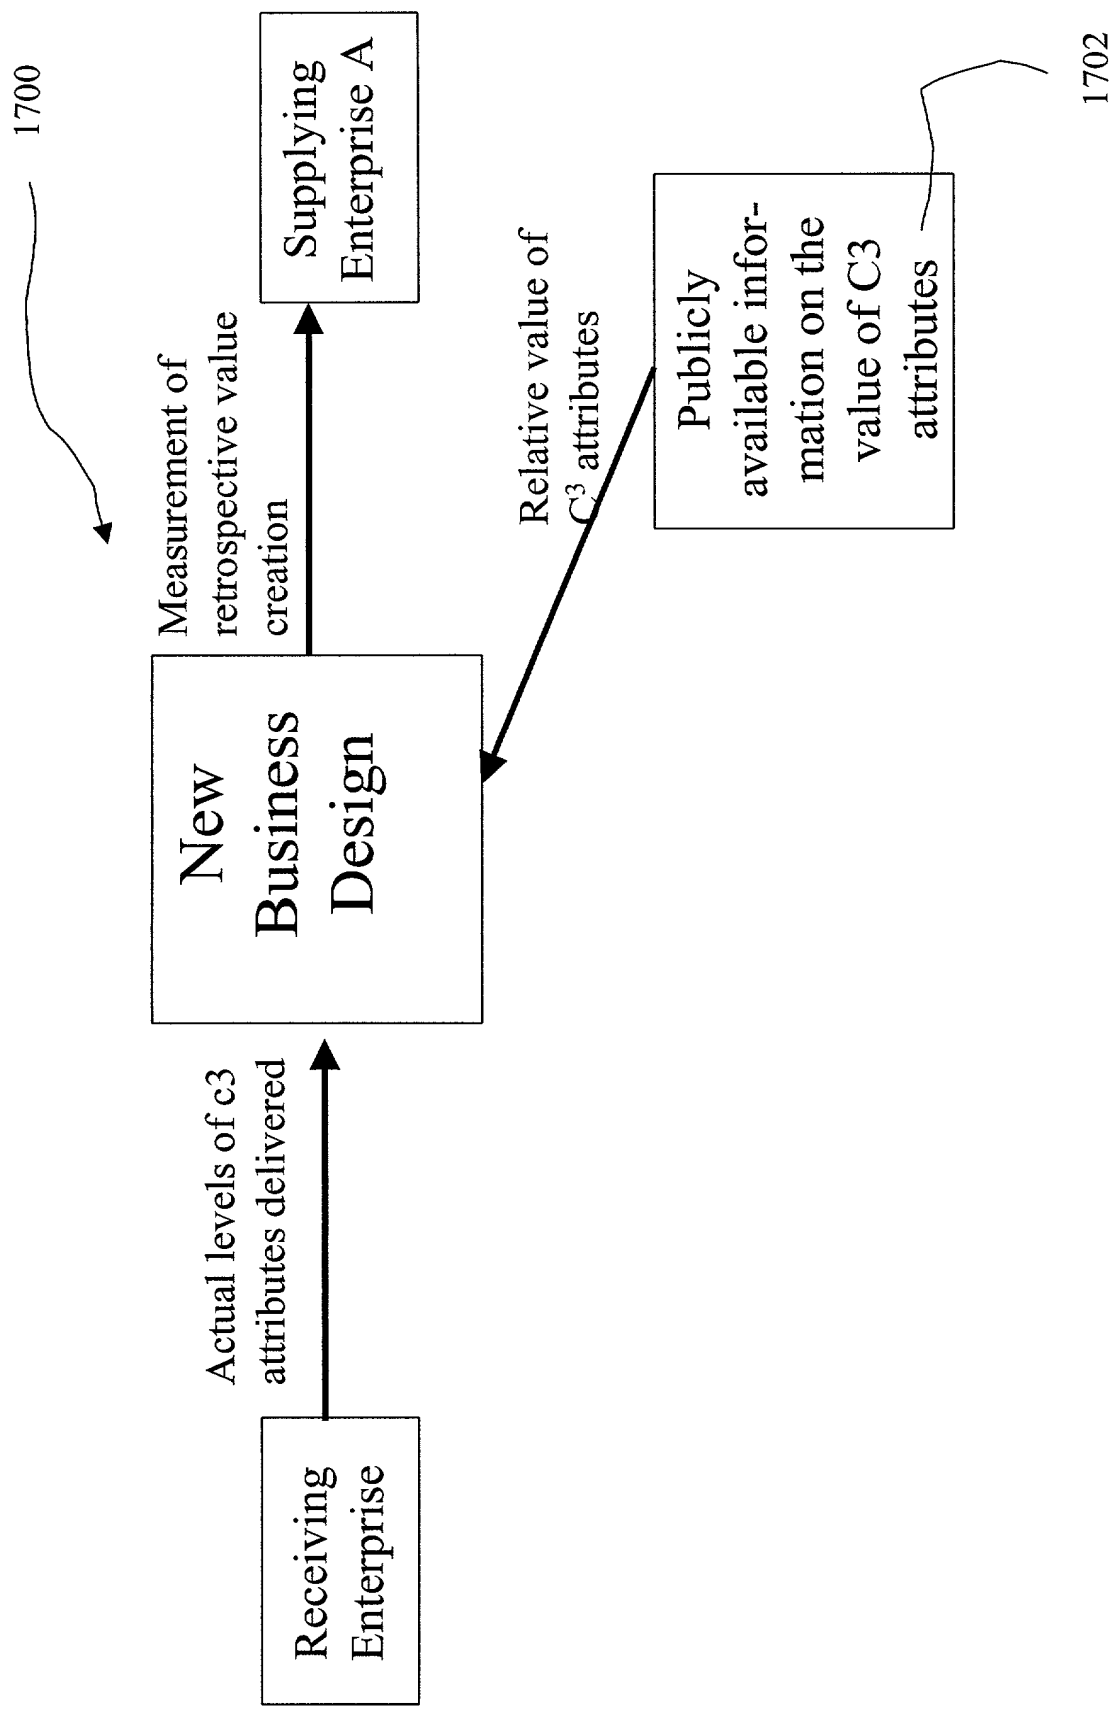 1700
Receiving
Enterprise
Actual levels of c3
attributes delivered
New
Business
Design
Measurement of
retrospective value
creation
Supplying
Enterprise A
Relative value of
C³ attributes
Publicly
available infor-
mation on the
value of C3
attributes
1702